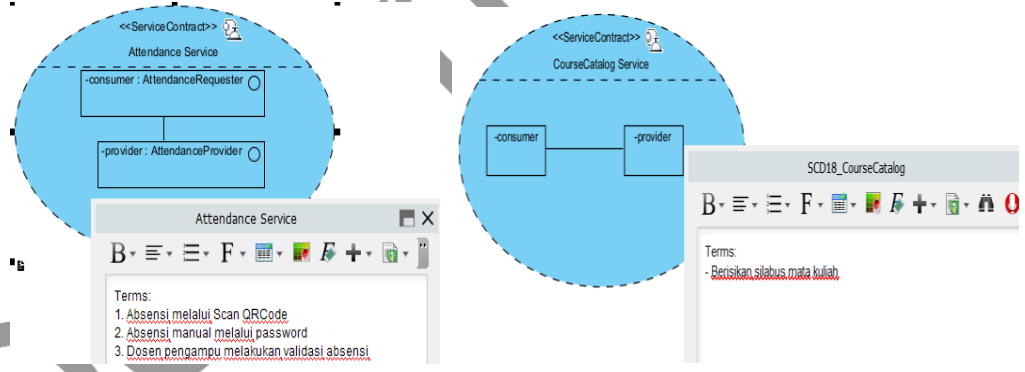 <<ServiceContract>>
Attendance Service
-consumer : AttendanceRequester
-provider : AttendanceProvider
Attendance Service
B F F
Terms:
1. Absensi melalui Scan QRCode
2. Absensi manual melalui password
3. Dosen pengampu melakukan validasi absensi
<<ServiceContract>>
CourseCatalog Service
-consumer
-provider
SCD18_CourseCatalog
B F F
Terms:
- Berisikan silabus mata kuliah